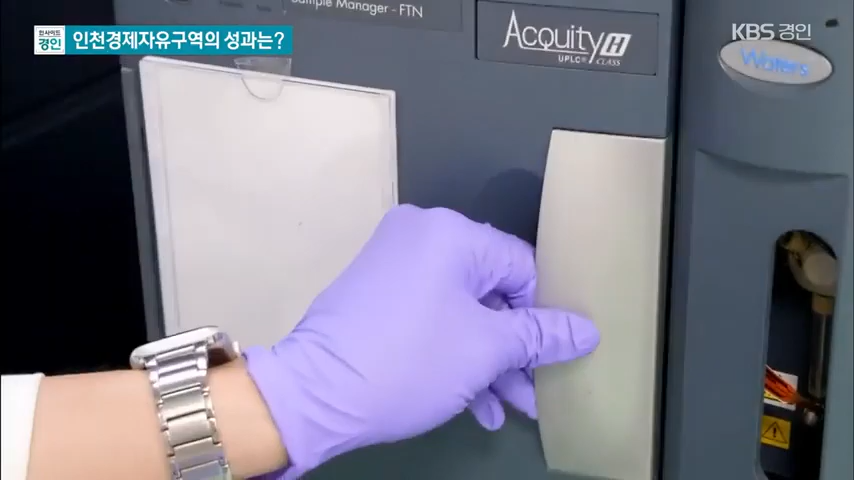 인사이드
경인
인천경제자유구역의 성과는?
Sample Manager - FTN
ACQUITY H
UPLC® CLASS
KBS 경인
Waters